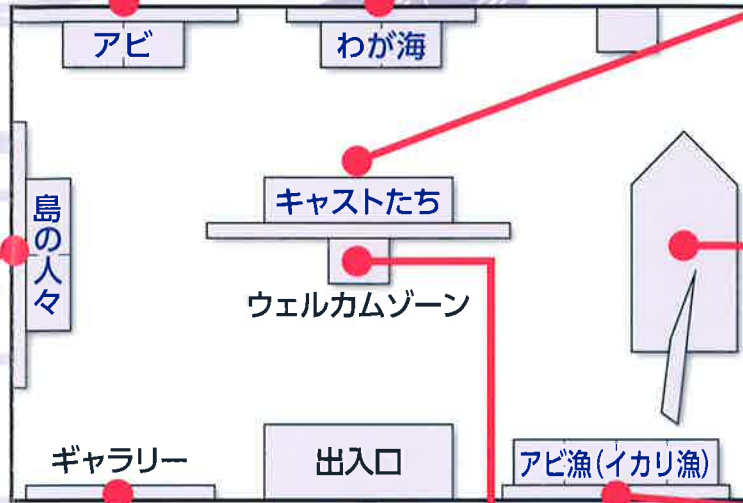 アビ
わが海
キャストたち
島の人々
ウェルカムゾーン
ギャラリー
出入口
アビ漁(イカリ漁)